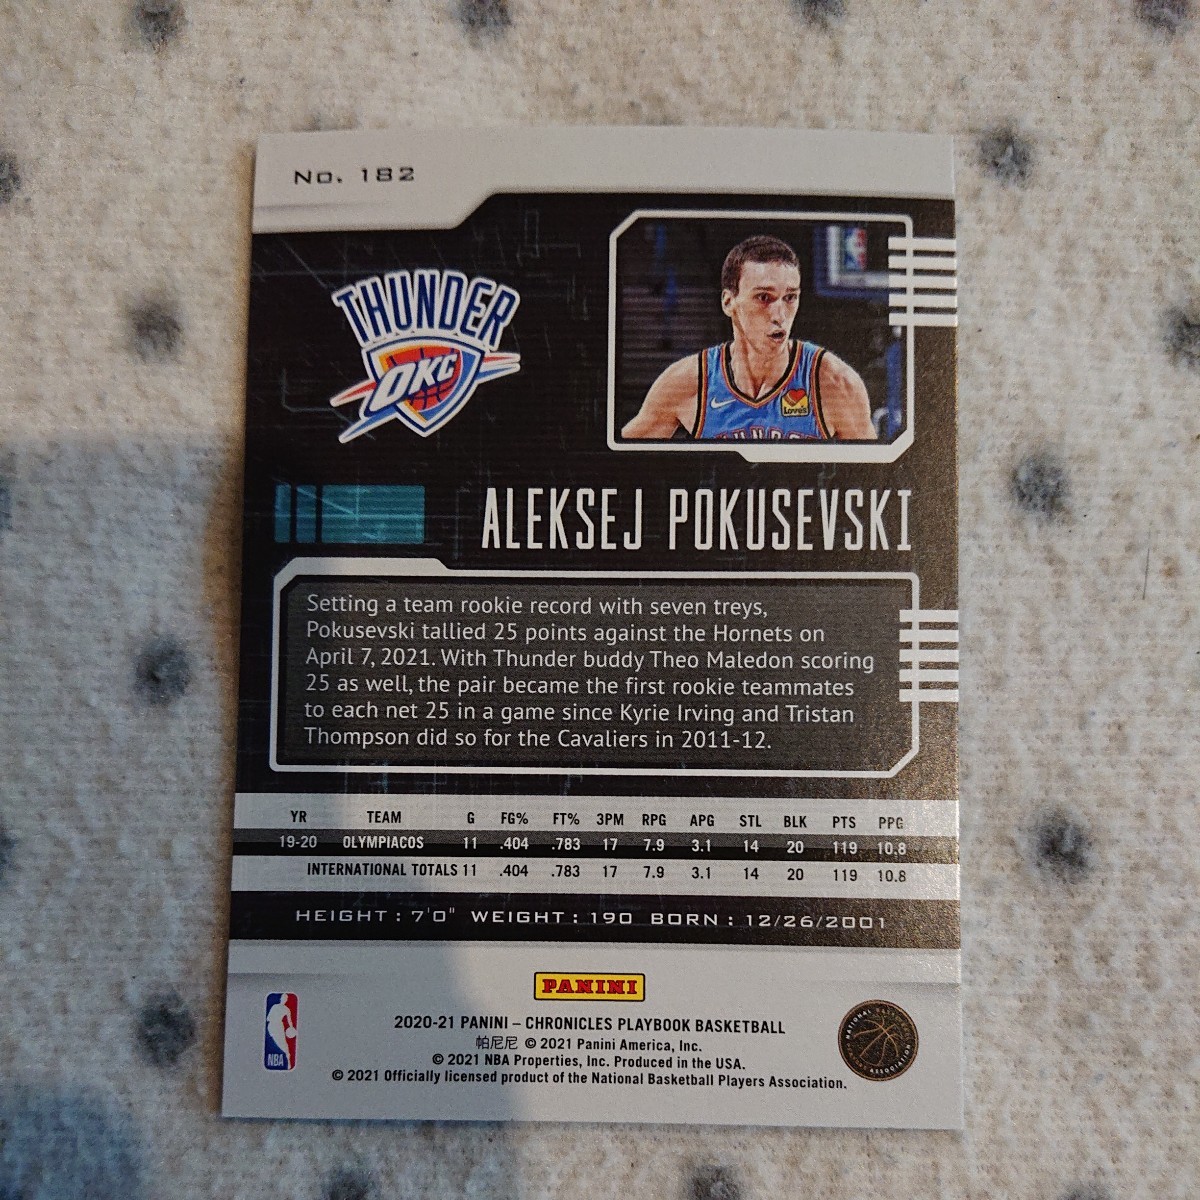 No. 182
THUNDER
OKC
Love's
THUNDER
ALEKSEJ POKUSEVSKI
Setting a team rookie record with seven treys,
Pokusevski tallied 25 points against the Hornets on
April 7, 2021. With Thunder buddy Theo Maledon scoring
25 as well, the pair became the first rookie teammates
to each net 25 in a game since Kyrie Irving and Tristan
Thompson did so for the Cavaliers in 2011-12.
YR TEAM G FG% FT% 3PM RPG APG STL BLK PTS PPG
19-20 OLYMPIACOS 11 .404 .783 17 7.9 3.1 14 20 119 10.8
INTERNATIONAL TOTALS 11 .404 .783 17 7.9 3.1 14 20 119 10.8
HEIGHT : 7'0" WEIGHT : 190 BORN : 12/26/2001
PANINI
2020-21 PANINI – CHRONICLES PLAYBOOK BASKETBALL
帕尼尼 © 2021 Panini America, Inc.
© 2021 NBA Properties, Inc. Produced in the USA.
© 2021 Officially licensed product of the National Basketball Players Association.
NBA
NATIONAL BASKETBALL PLAYERS ASSOCIATION